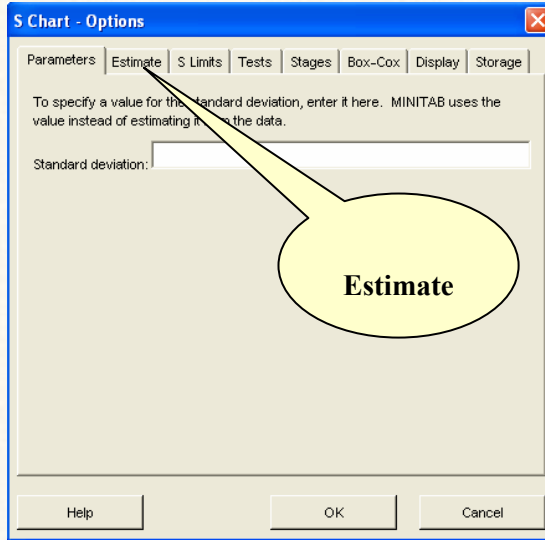 S Chart - Options
Parameters Estimate S Limits Tests Stages Box-Cox Display Storage
To specify a value for the standard deviation, enter it here. MINITAB uses the
value instead of estimating it from the data.
Standard deviation:
Estimate
Help OK Cancel